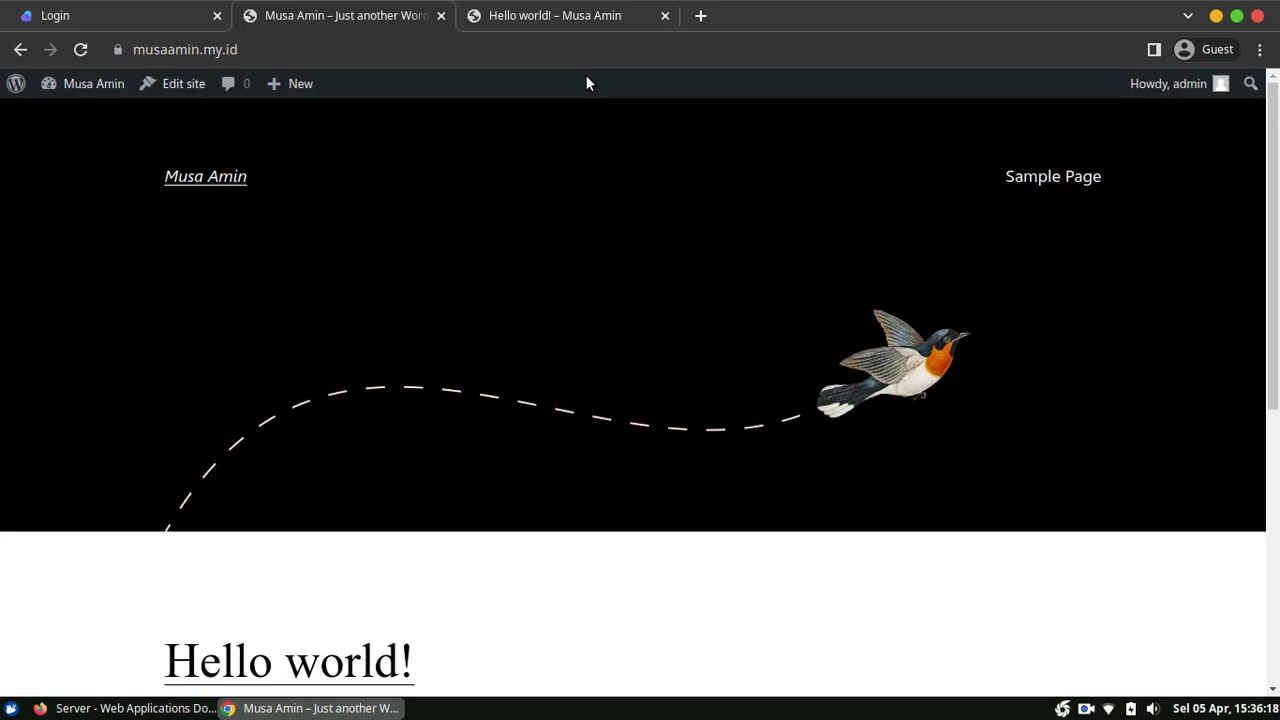 Login
Musa Amin – Just another Word
Hello world! – Musa Amin
musaamin.my.id
Guest
Musa Amin
Edit site
0
New
Howdy, admin
Musa Amin
Sample Page
Hello world!
Server - Web Applications Do...
Musa Amin – Just another W...
Sel 05 Apr, 15:36:18